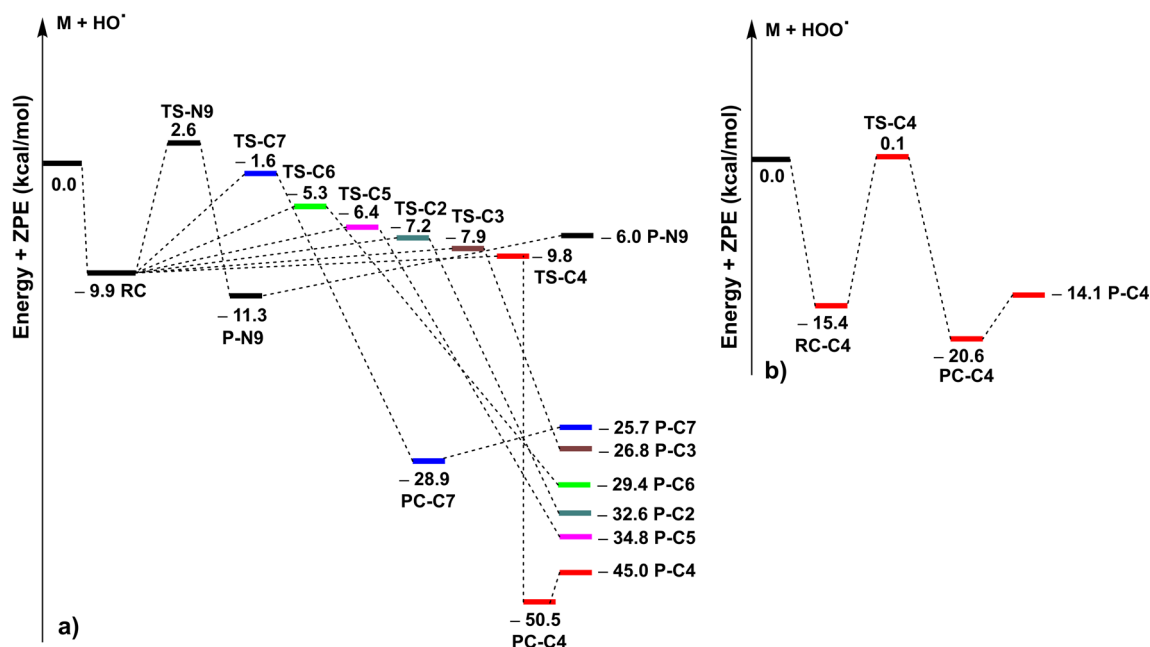 M + HO˙
Energy + ZPE (kcal/mol)
0.0
TS-N9
2.6
TS-C7
– 1.6
TS-C6
– 5.3
TS-C5
– 6.4
TS-C2
– 7.2
TS-C3
– 7.9
– 9.8
TS-C4
– 6.0 P-N9
– 9.9 RC
– 11.3
P-N9
– 28.9
PC-C7
– 25.7 P-C7
– 26.8 P-C3
– 29.4 P-C6
– 32.6 P-C2
– 34.8 P-C5
– 45.0 P-C4
– 50.5
PC-C4
a)
M + HOO˙
Energy + ZPE (kcal/mol)
0.0
TS-C4
0.1
– 15.4
RC-C4
– 20.6
PC-C4
– 14.1 P-C4
b)